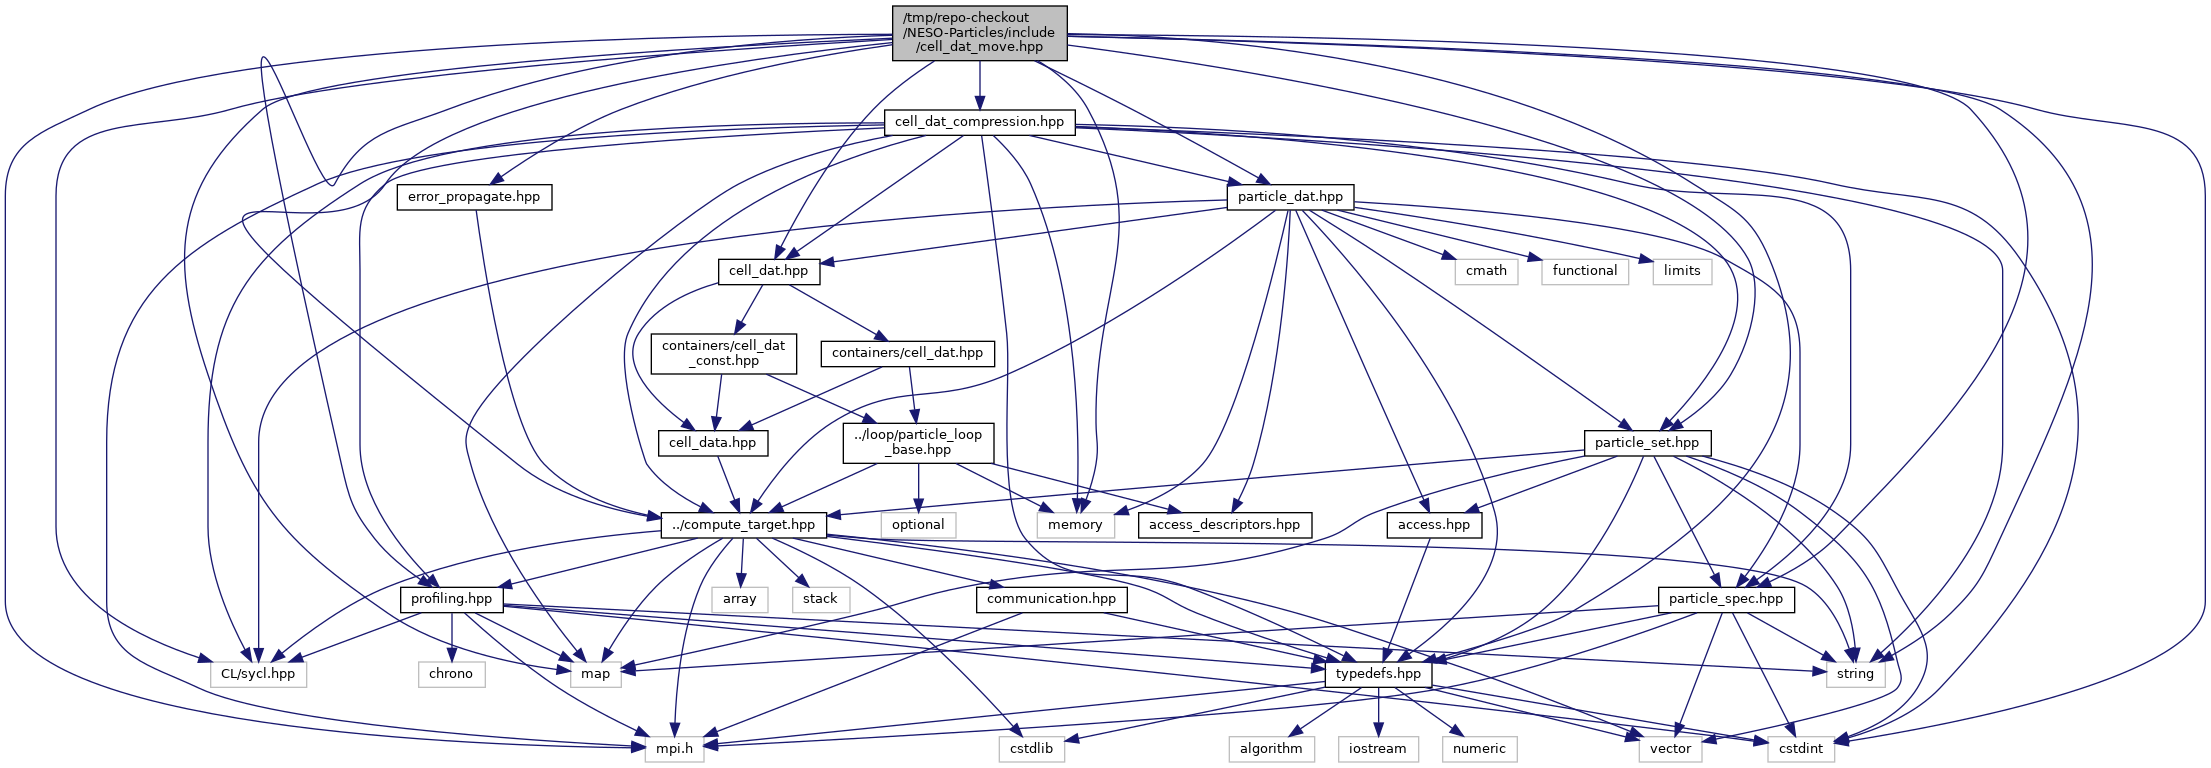 /tmp/repo-checkout
/NESO-Particles/include
/cell_dat_move.hpp
cell_dat_compression.hpp
error_propagate.hpp
particle_dat.hpp
cell_dat.hpp
cmath
functional
limits
containers/cell_dat
_const.hpp
containers/cell_dat.hpp
cell_data.hpp
../loop/particle_loop
_base.hpp
particle_set.hpp
../compute_target.hpp
optional
memory
access_descriptors.hpp
access.hpp
profiling.hpp
array
stack
communication.hpp
particle_spec.hpp
CL/sycl.hpp
chrono
map
typedefs.hpp
string
mpi.h
cstdlib
algorithm
iostream
numeric
vector
cstdint